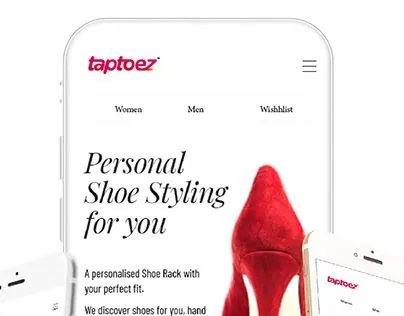 taptoez
Women Men Wishhlist
Personal
Shoe Styling
for you
A personalised Shoe Rack with
your perfect fit.
We discover shoes for you, hand
taptoez